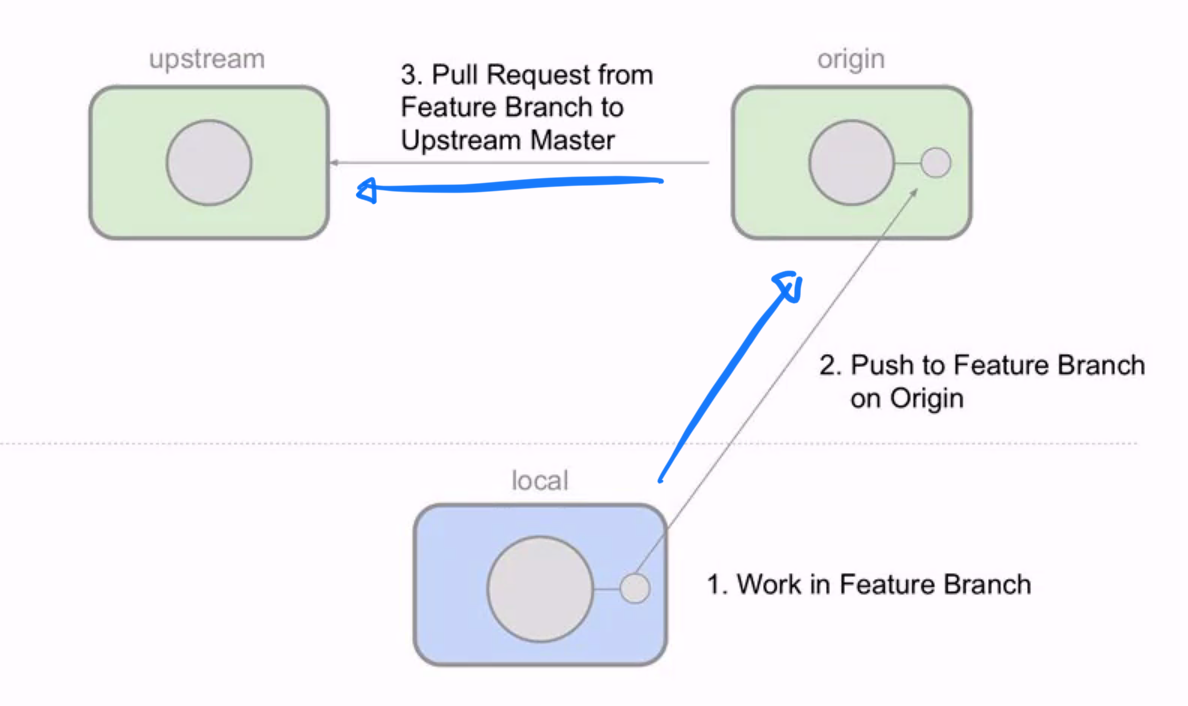 upstream
3. Pull Request from
Feature Branch to
Upstream Master
origin
2. Push to Feature Branch
on Origin
local
1. Work in Feature Branch